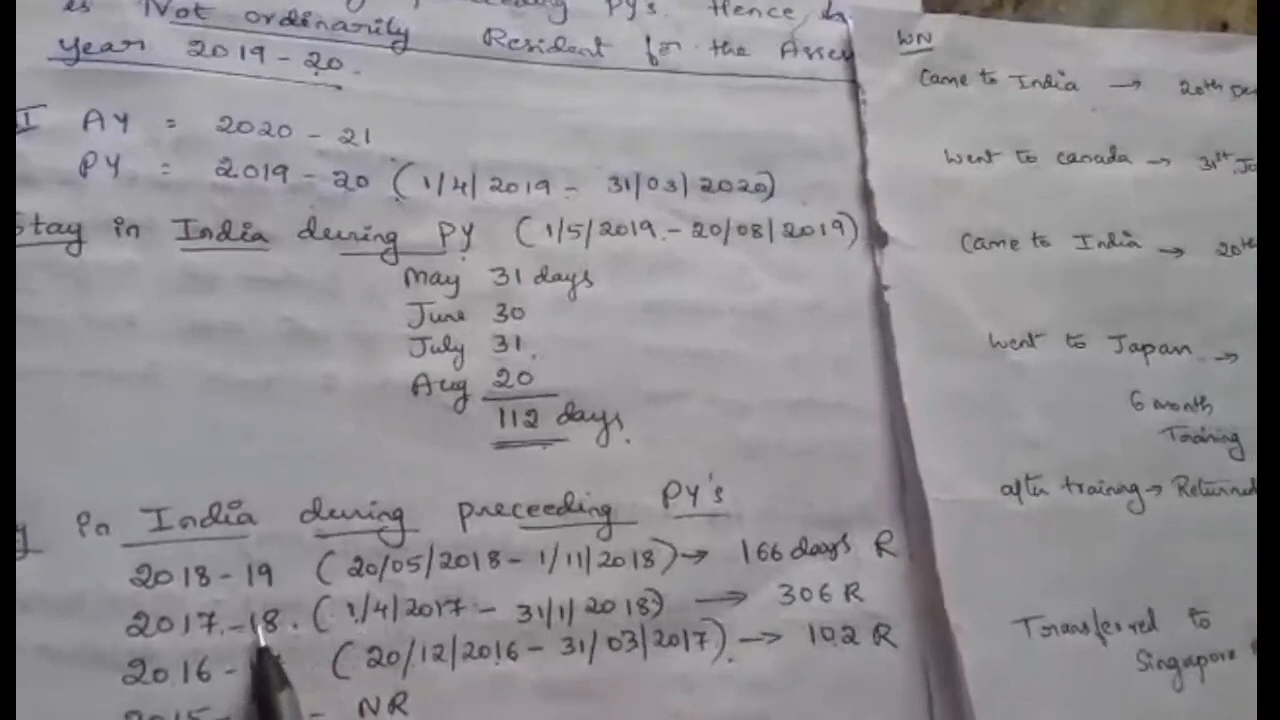 is Not ordinarily Resident for the
year 2019-20.
AY = 2020-21
PY = 2019-20 (1/4/2019 - 31/03/2020)
Stay in India during PY (1/5/2019 - 20/08/2019)
May 31 days
June 30
July 31
Aug 20
112 days.
in India during preceeding PY's
2018-19 (20/05/2018 - 1/11/2018) → 166 days R
2017-18. (1/4/2017 - 31/1/2018) → 306 R
2016- (20/12/2016 - 31/03/2017). → 102 R
2015- - NR
WN
Came to India → 20th
Went to canada → 31st
Came to India → 20th
Went to Japan →
6 month
Training
after training → Returned
Transferred to
Singapore